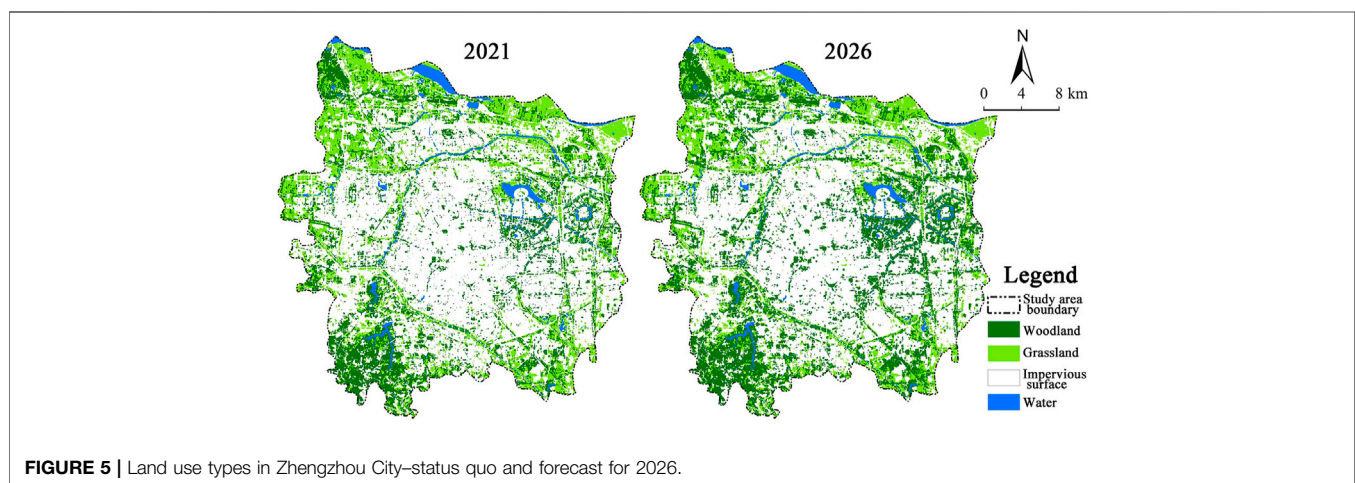 2021
2026
N
0 4 8 km
Legend
Study area
boundary
Woodland
Grassland
Impervious
surface
Water
FIGURE 5 | Land use types in Zhengzhou City–status quo and forecast for 2026.